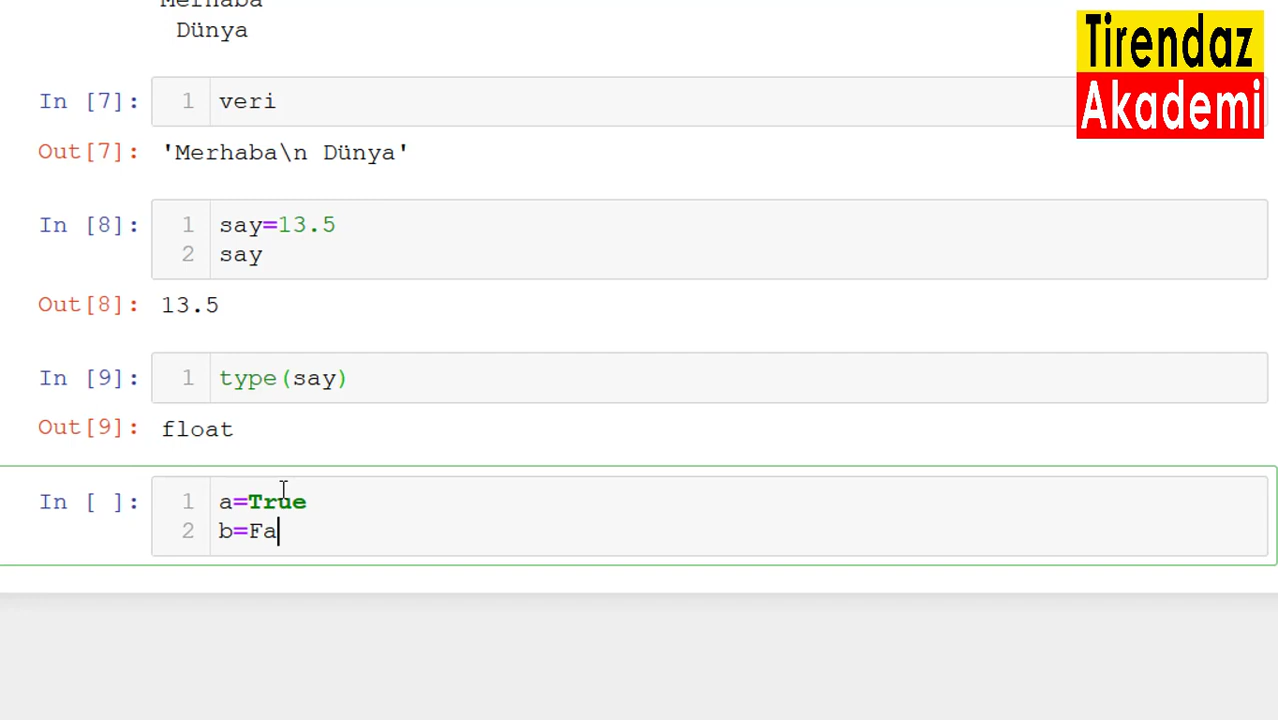 Merhaba
Dünya
Tirendaz
Akademi
In [7]: 1 veri
Out[7]: 'Merhaba\n Dünya'
In [8]: 1 say=13.5
2 say
Out[8]: 13.5
In [9]: 1 type(say)
Out[9]: float
In [ ]: 1 a=True
2 b=Fa